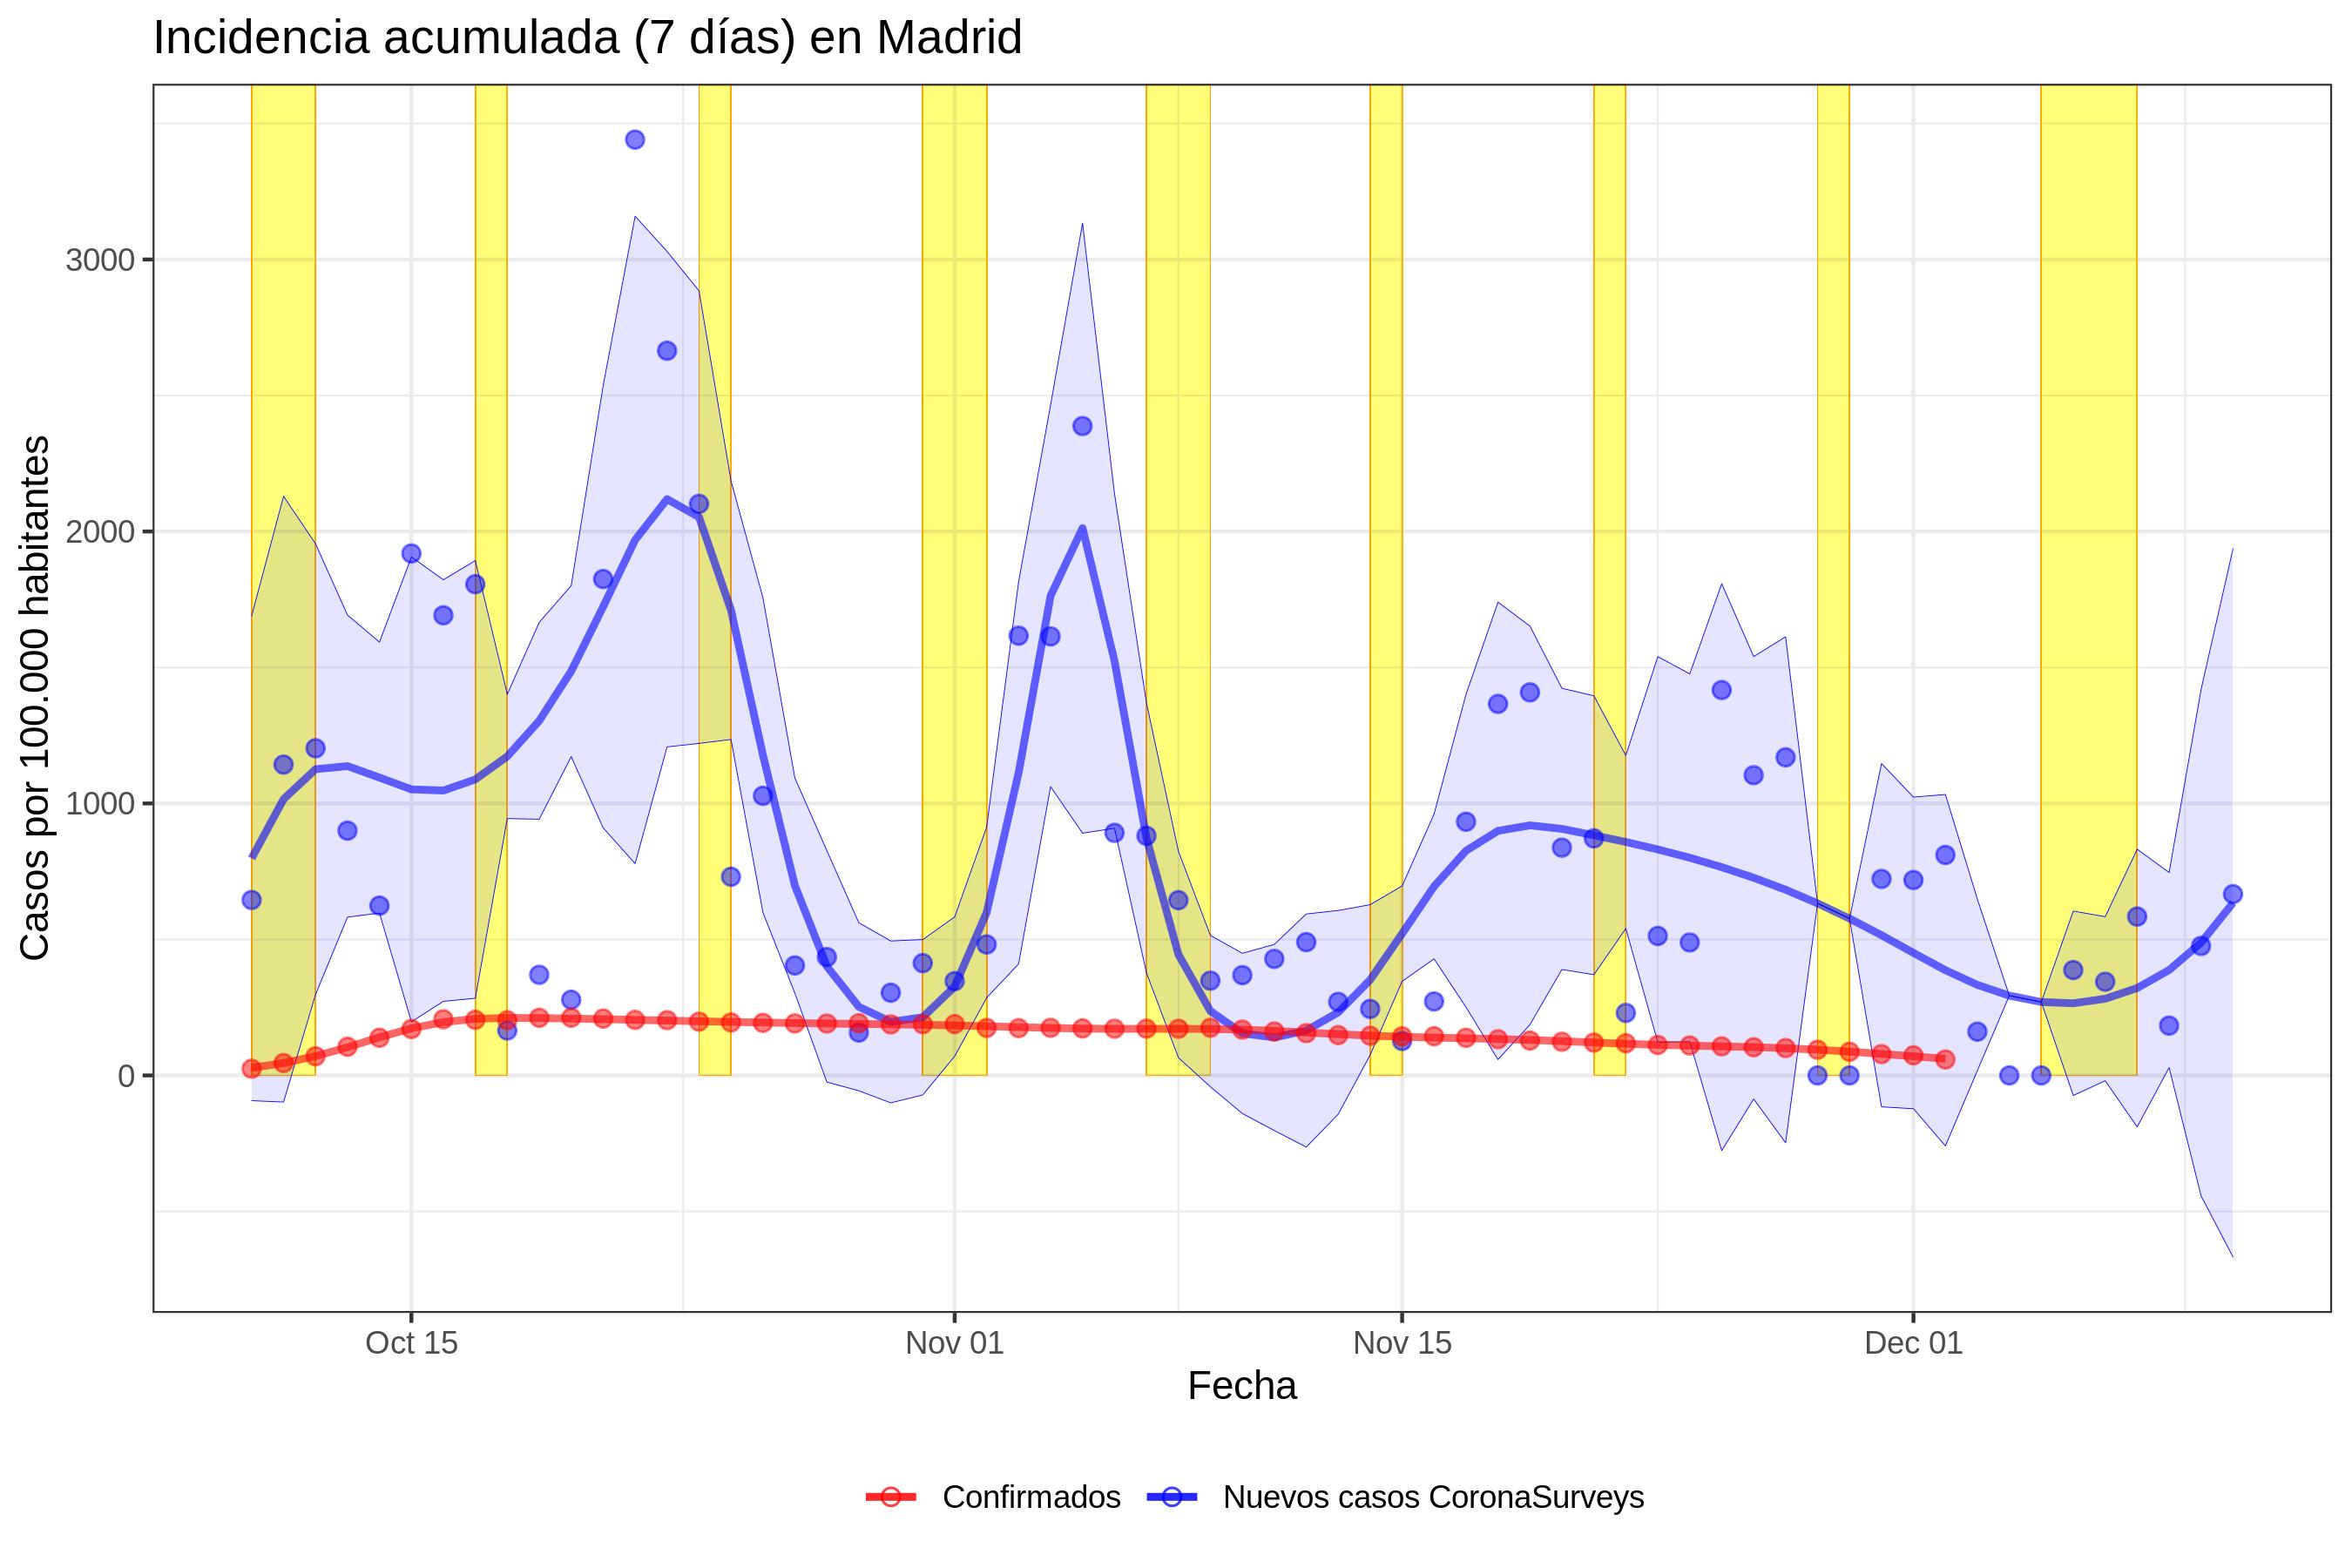 Incidencia acumulada (7 días) en Madrid
Casos por 100.000 habitantes
3000
2000
1000
0
Oct 15
Nov 01
Nov 15
Dec 01
Fecha
Confirmados
Nuevos casos CoronaSurveys